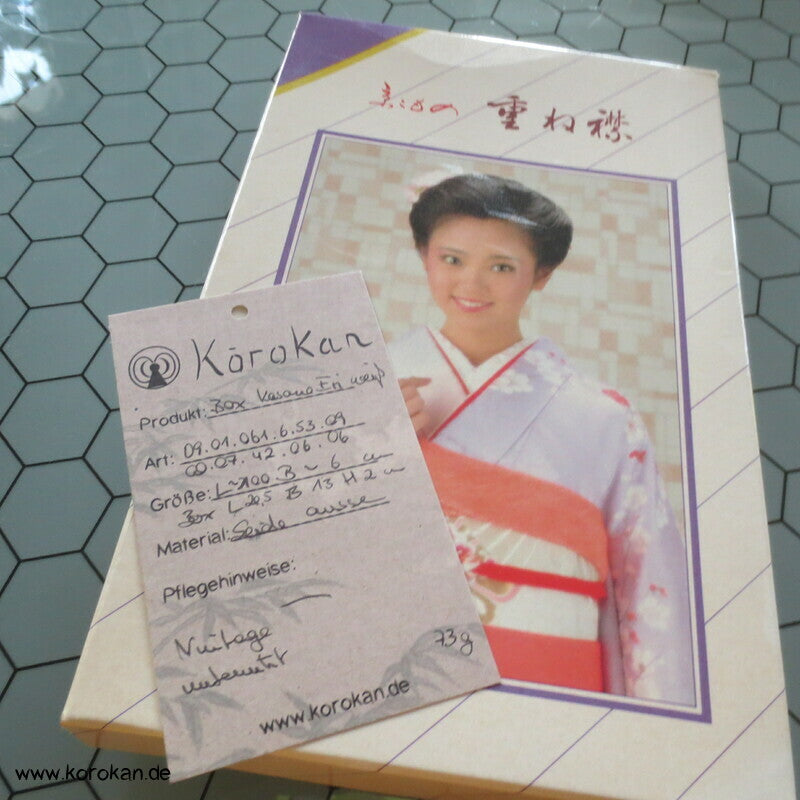 重ね襟
Kōrokan
Produkt: Box Kasane Eri weiß
Art: 09.01.061.6.53.09
00.07.42.06.06
Größe: L~100 B~6 cm
Box L 26,5 B 13 H 2 cm
Material: Seide ausse
Pflegehinweise:
—
Vintage
unbenutzt
73g
www.korokan.de
www.korokan.de